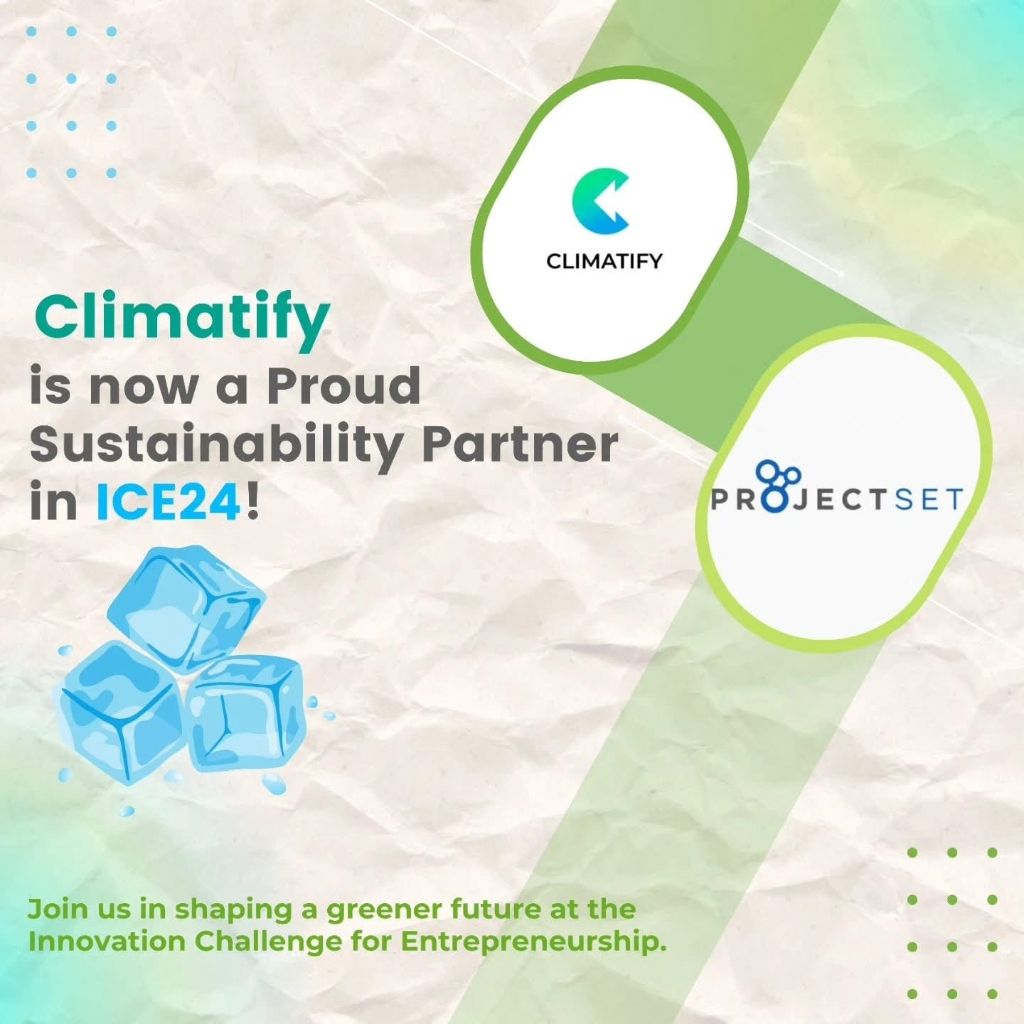 CLIMATIFY
Climatify
is now a Proud
Sustainability Partner
in ICE24!
PROJECTSET
Join us in shaping a greener future at the
Innovation Challenge for Entrepreneurship.